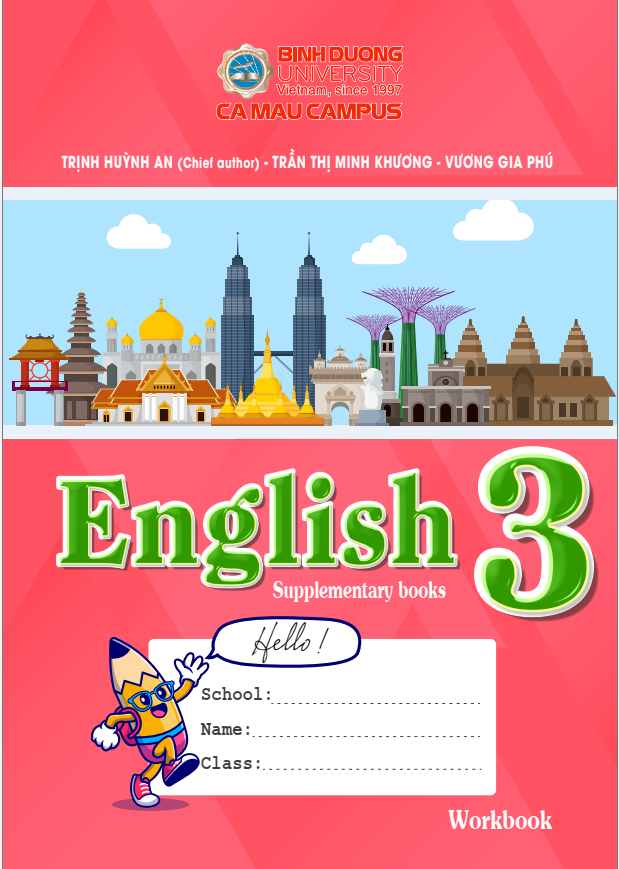 BINH DUONG
UNIVERSITY
Vietnam, since 1997
CA MAU CAMPUS
TRỊNH HUỲNH AN (Chief author) - TRẦN THỊ MINH KHƯƠNG - VƯƠNG GIA PHÚ
English 3
Supplementary books
Hello !
School:
Name:
Class:
Workbook